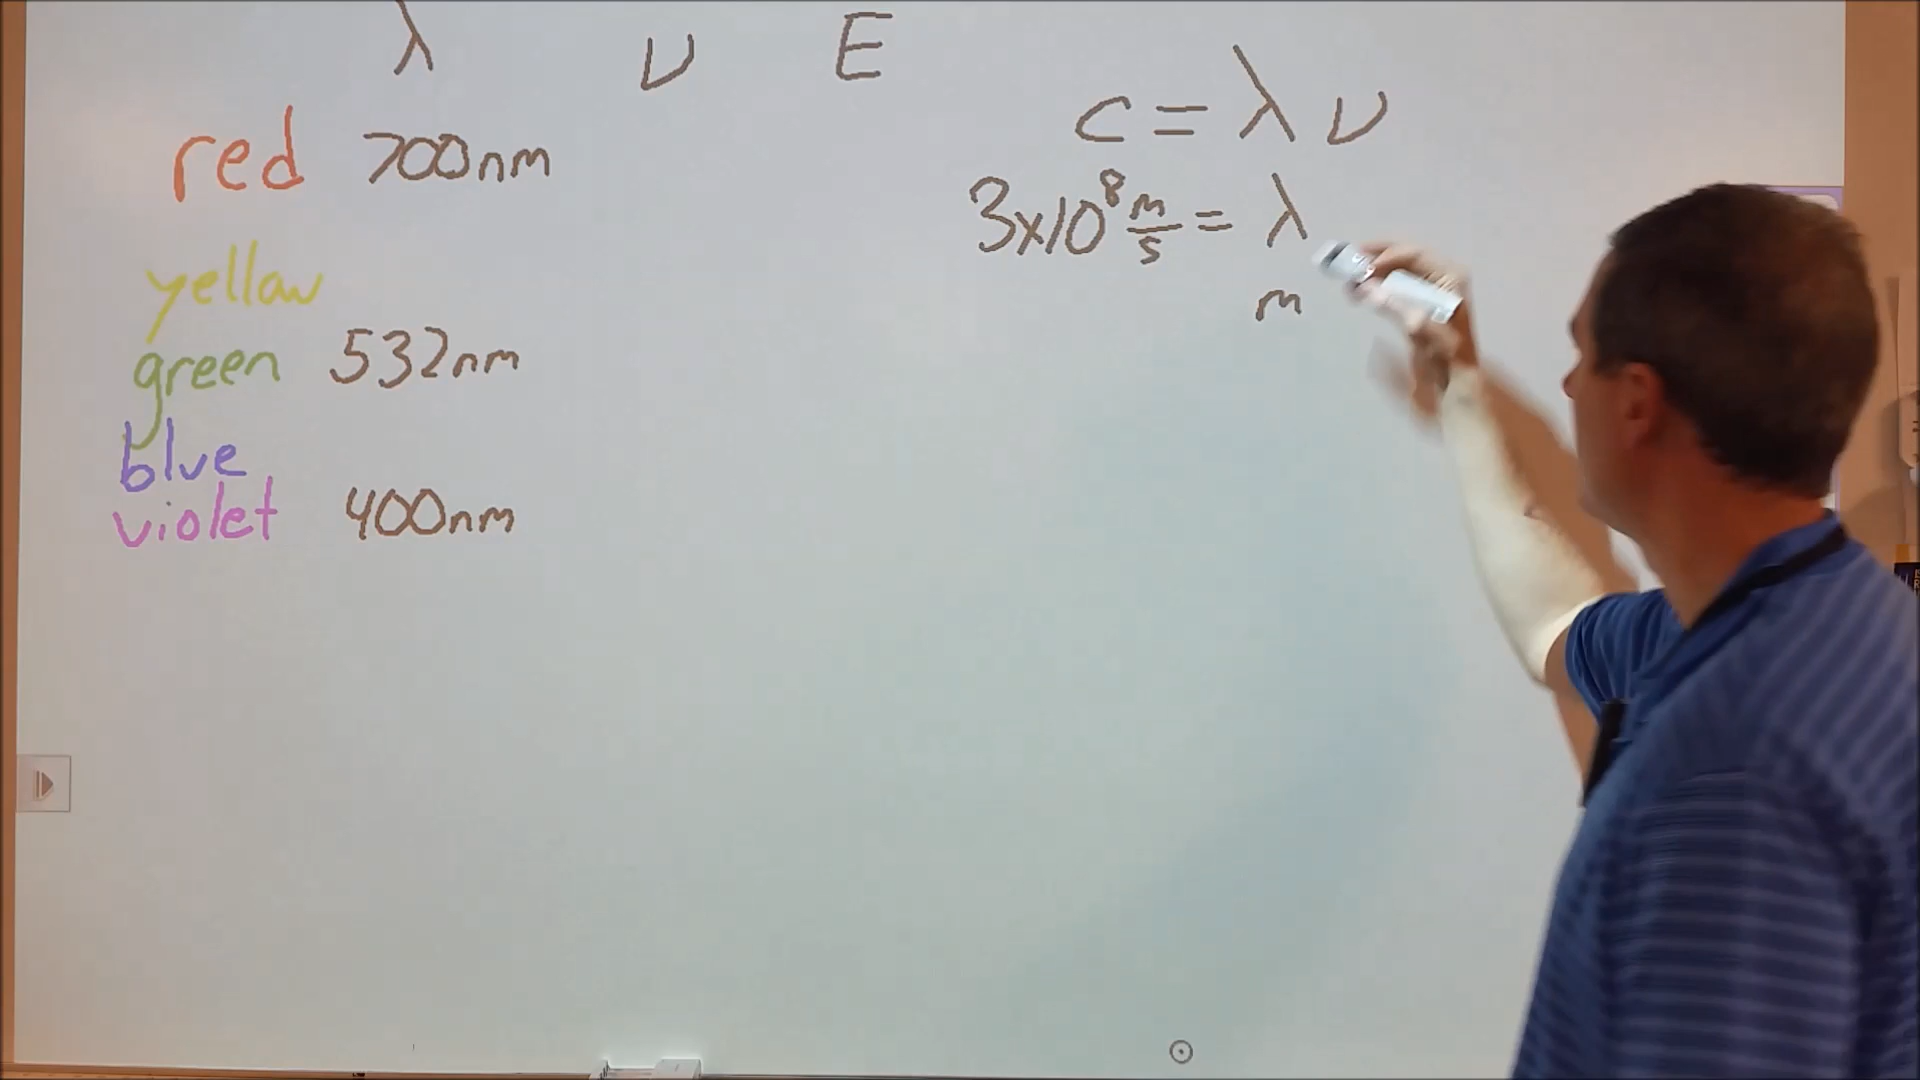 λ ν E
red 700nm
yellow
green 532nm
blue
violet 400nm
c = λ ν
3x10⁸ m/s = λ
m